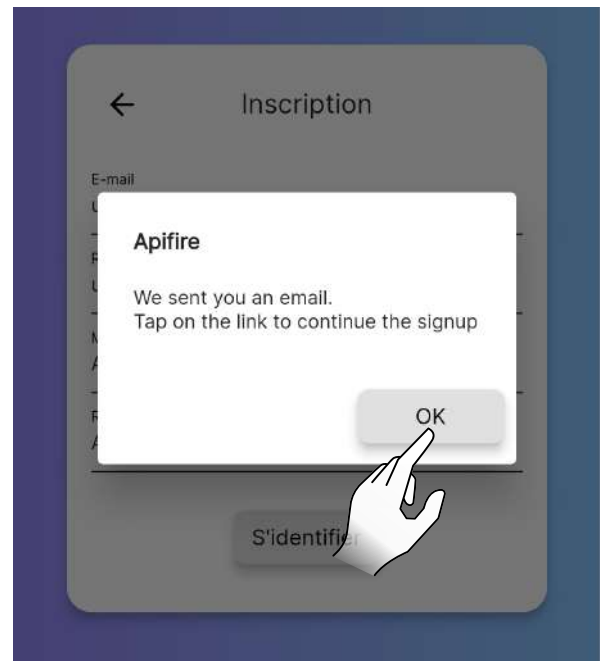 Inscription
E-mail
Apifire
We sent you an email.
Tap on the link to continue the signup
OK
S'identifier